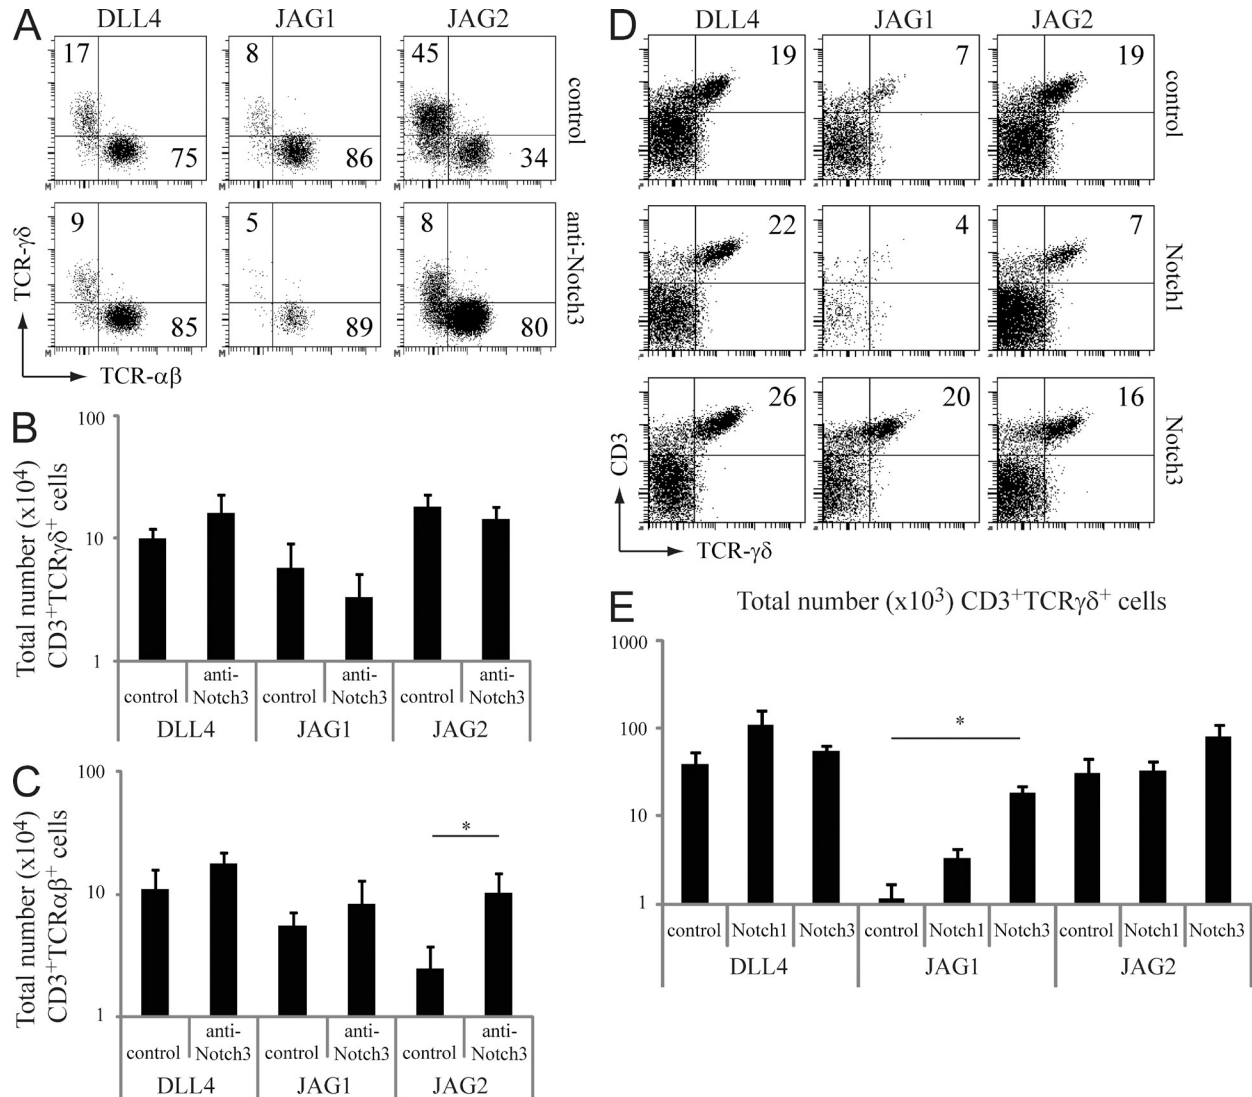 A
DLL4 JAG1 JAG2
17 8 45
75 86 34
control
9 5 8
85 89 80
anti-Notch3
TCR-γδ
TCR-αβ
B
Total number (x10⁴)
CD3⁺TCRγδ⁺ cells
100
10
1
control anti-Notch3 control anti-Notch3 control anti-Notch3
DLL4 JAG1 JAG2
C
Total number (x10⁴)
CD3⁺TCRαβ⁺ cells
100
10
1
*
control anti-Notch3 control anti-Notch3 control anti-Notch3
DLL4 JAG1 JAG2
D
DLL4 JAG1 JAG2
19 7 19
control
22 4 7
Notch1
26 20 16
Notch3
CD3
TCR-γδ
E
Total number (x10³) CD3⁺TCRγδ⁺ cells
1000
100
10
1
*
control Notch1 Notch3 control Notch1 Notch3 control Notch1 Notch3
DLL4 JAG1 JAG2